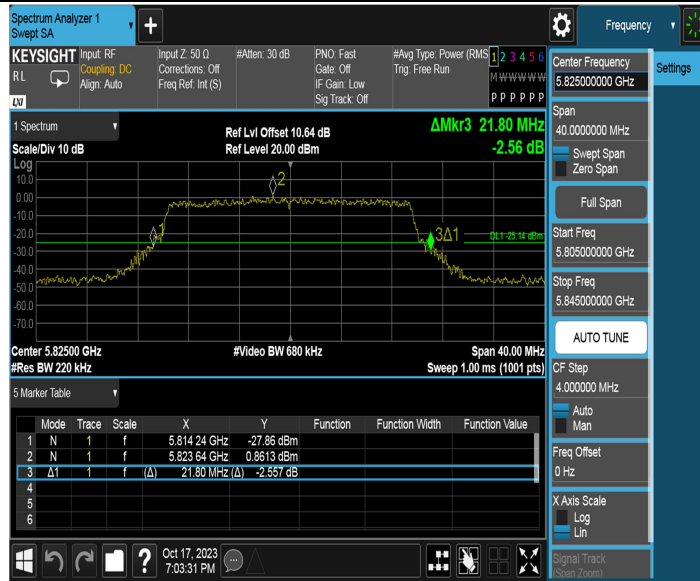 Spectrum Analyzer 1
Swept SA
+
Frequency
Settings
KEYSIGHT
RL
LXI
Input: RF
Coupling: DC
Align: Auto
Input Z: 50 Ω
Corrections: Off
Freq Ref: Int (S)
#Atten: 30 dB
PNO: Fast
Gate: Off
IF Gain: Low
Sig Track: Off
#Avg Type: Power (RMS
Trig: Free Run
1 2 3 4 5 6
M W W W W W
P P P P P P
1 Spectrum
Scale/Div 10 dB
Ref Lvl Offset 10.64 dB
Ref Level 20.00 dBm
ΔMkr3 21.80 MHz
-2.56 dB
Log
10.0
0.00
-10.0
-20.0
-30.0
-40.0
-50.0
-60.0
-70.0
2
1
3Δ1
DL1 -25.14 dBm
Center 5.82500 GHz
#Res BW 220 kHz
#Video BW 680 kHz
Span 40.00 MHz
Sweep 1.00 ms (1001 pts)
5 Marker Table
Mode Trace Scale X Y Function Function Width Function Value
1 N 1 f 5.814 24 GHz -27.86 dBm
2 N 1 f 5.823 64 GHz 0.8613 dBm
3 Δ1 1 f (Δ) 21.80 MHz (Δ) -2.557 dB
4
5
6
Oct 17, 2023
7:03:31 PM
?
Center Frequency
5.825000000 GHz
Span
40.0000000 MHz
Swept Span
Zero Span
Full Span
Start Freq
5.805000000 GHz
Stop Freq
5.845000000 GHz
AUTO TUNE
CF Step
4.000000 MHz
Auto
Man
Freq Offset
0 Hz
X Axis Scale
Log
Lin
Signal Track
(Span Zoom)